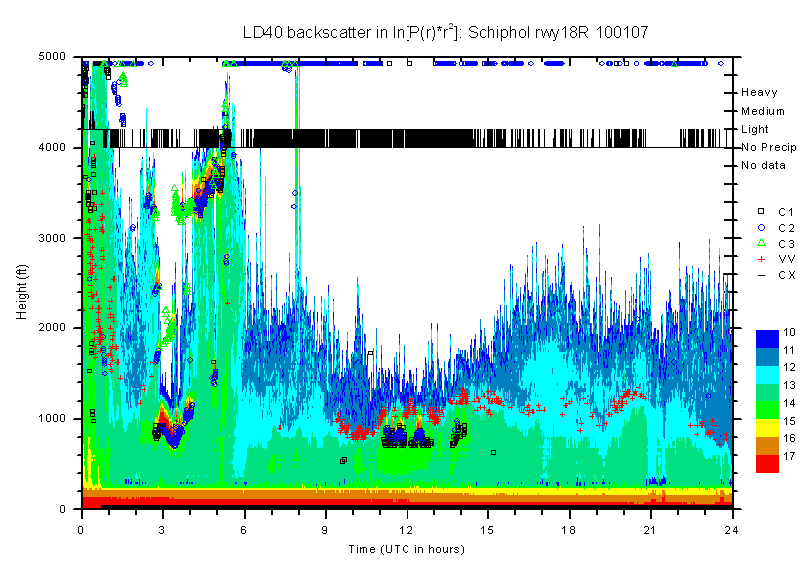 LD40 backscatter in ln[P(r)*r²]: Schiphol rwy18R 100107
5000
4000
3000
2000
1000
0
Height (ft)
0 3 6 9 12 15 18 21 24
Time (UTC in hours)
Heavy
Medium
Light
No Precip
No data
C1
C2
C3
VV
CX
10
11
12
13
14
15
16
17